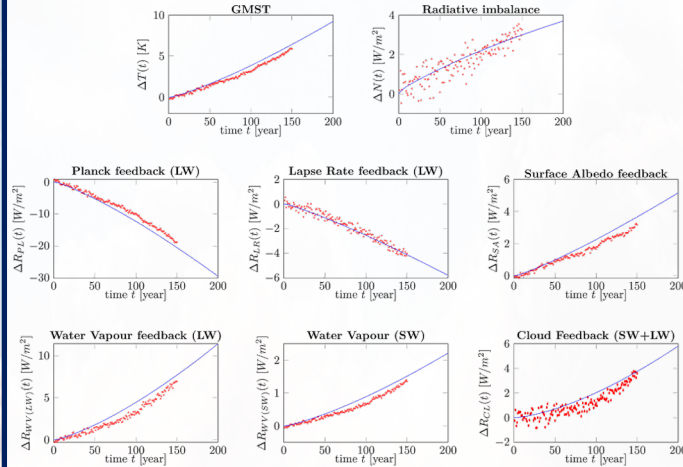 GMST
Radiative imbalance
10
5
0
ΔT(t) [K]
0 50 100 150 200
time t [year]
4
2
0
ΔN(t) [W/m²]
0 50 100 150 200
time t [year]
Planck feedback (LW)
Lapse Rate feedback (LW)
Surface Albedo feedback
0
−10
−20
−30
ΔR_PL(t) [W/m²]
0 50 100 150 200
time t [year]
2
0
−2
−4
−6
ΔR_LR(t) [W/m²]
0 50 100 150 200
time t [year]
6
4
2
0
ΔR_SA(t) [W/m²]
0 50 100 150 200
time t [year]
Water Vapour feedback (LW)
Water Vapour (SW)
Cloud Feedback (SW+LW)
10
5
0
ΔR_WV(LW)(t) [W/m²]
0 50 100 150 200
time t [year]
2
1
0
ΔR_WV(SW)(t) [W/m²]
0 50 100 150 200
time t [year]
6
4
2
0
−2
ΔR_CL(t) [W/m²]
0 50 100 150 200
time t [year]